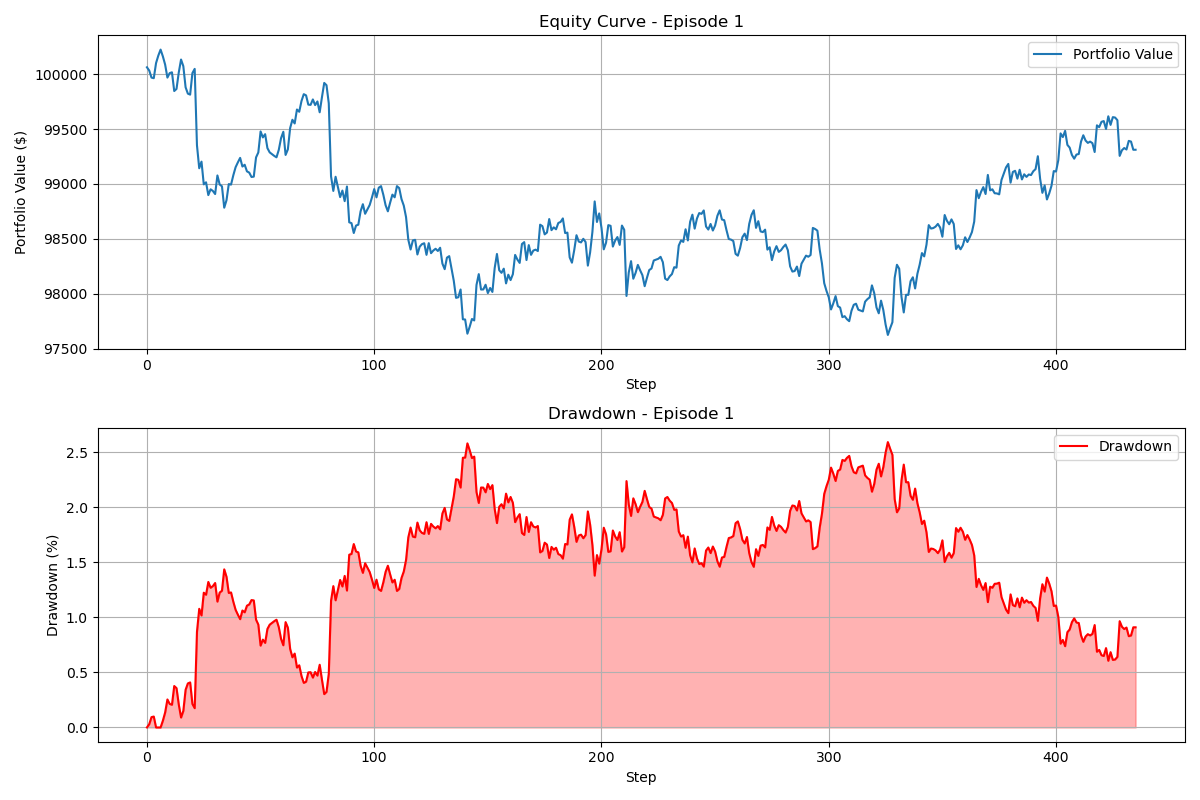 Equity Curve - Episode 1
Portfolio Value ($)
100000
99500
99000
98500
98000
97500
Portfolio Value
0 100 200 300 400
Step
Drawdown - Episode 1
Drawdown (%)
2.5
2.0
1.5
1.0
0.5
0.0
Drawdown
0 100 200 300 400
Step